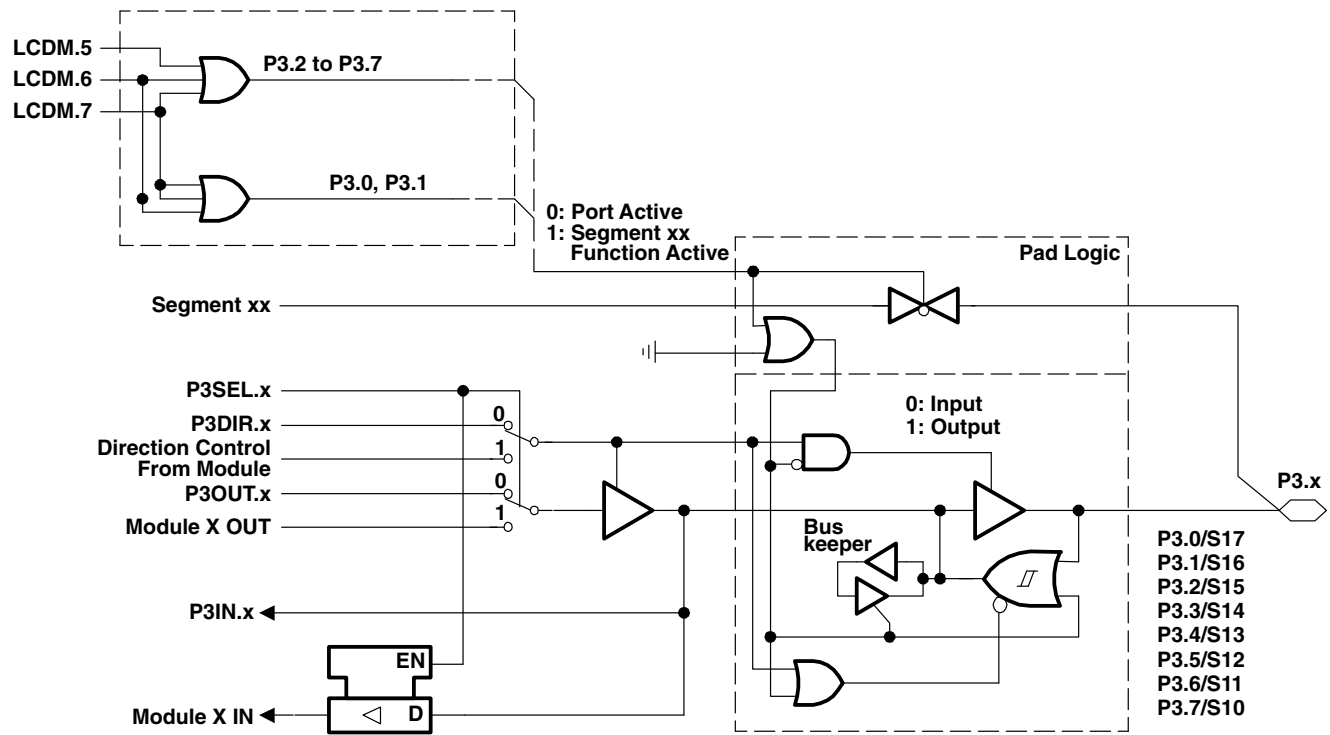 LCDM.5
LCDM.6
LCDM.7
P3.2 to P3.7
P3.0, P3.1
0: Port Active
1: Segment xx
Function Active
Pad Logic
Segment xx
P3SEL.x
P3DIR.x
0
Direction Control
From Module
1
P3OUT.x
0
Module X OUT
1
0: Input
1: Output
Bus
keeper
P3.x
P3.0/S17
P3.1/S16
P3.2/S15
P3.3/S14
P3.4/S13
P3.5/S12
P3.6/S11
P3.7/S10
P3IN.x
EN
D
Module X IN